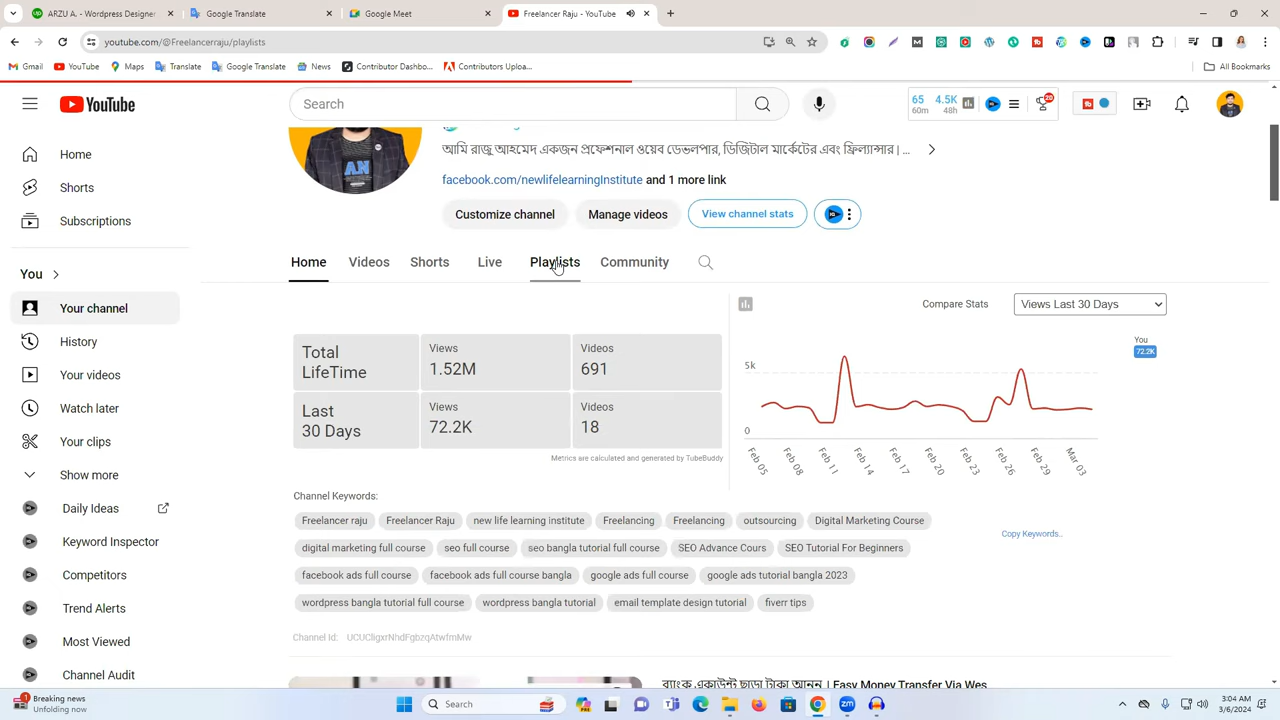 ARZU A. - Wordpress Designer
Google Translate
Google Meet
Freelancer Raju - YouTube
youtube.com/@Freelancerraju/playlists
Gmail
YouTube
Maps
Translate
Google Translate
News
Contributor Dashbo...
Contributors Uploa...
All Bookmarks
YouTube
Search
65
60m
4.5K
48h
20
Home
Shorts
Subscriptions
You
Your channel
History
Your videos
Watch later
Your clips
Show more
Daily Ideas
Keyword Inspector
Competitors
Trend Alerts
Most Viewed
Channel Audit
আমি রাজু আহমেদ একজন প্রফেশনাল ওয়েব ডেভলপার, ডিজিটাল মার্কেটের এবং ফ্রিল্যান্সার | ...
facebook.com/newlifelearningInstitute and 1 more link
Customize channel
Manage videos
View channel stats
Home
Videos
Shorts
Live
Playlists
Community
Compare Stats
Views Last 30 Days
Total LifeTime
Views
1.52M
Videos
691
Last 30 Days
Views
72.2K
Videos
18
Metrics are calculated and generated by TubeBuddy
You
72.2K
5k
0
Feb 05
Feb 08
Feb 11
Feb 14
Feb 17
Feb 20
Feb 23
Feb 26
Feb 29
Mar 03
Channel Keywords:
Freelancer raju
Freelancer Raju
new life learning institute
Freelancing
Freelancing
outsourcing
Digital Marketing Course
digital marketing full course
seo full course
seo bangla tutorial full course
SEO Advance Cours
SEO Tutorial For Beginners
facebook ads full course
facebook ads full course bangla
google ads full course
google ads tutorial bangla 2023
wordpress bangla tutorial full course
wordpress bangla tutorial
email template design tutorial
fiverr tips
Copy Keywords..
Channel Id:
ব্যাংক একাউন্ট ছাড়া টাকা আনুন | Easy Money Transfer Via Wes
Breaking news
Unfolding now
Search
3:04 AM
3/6/2024